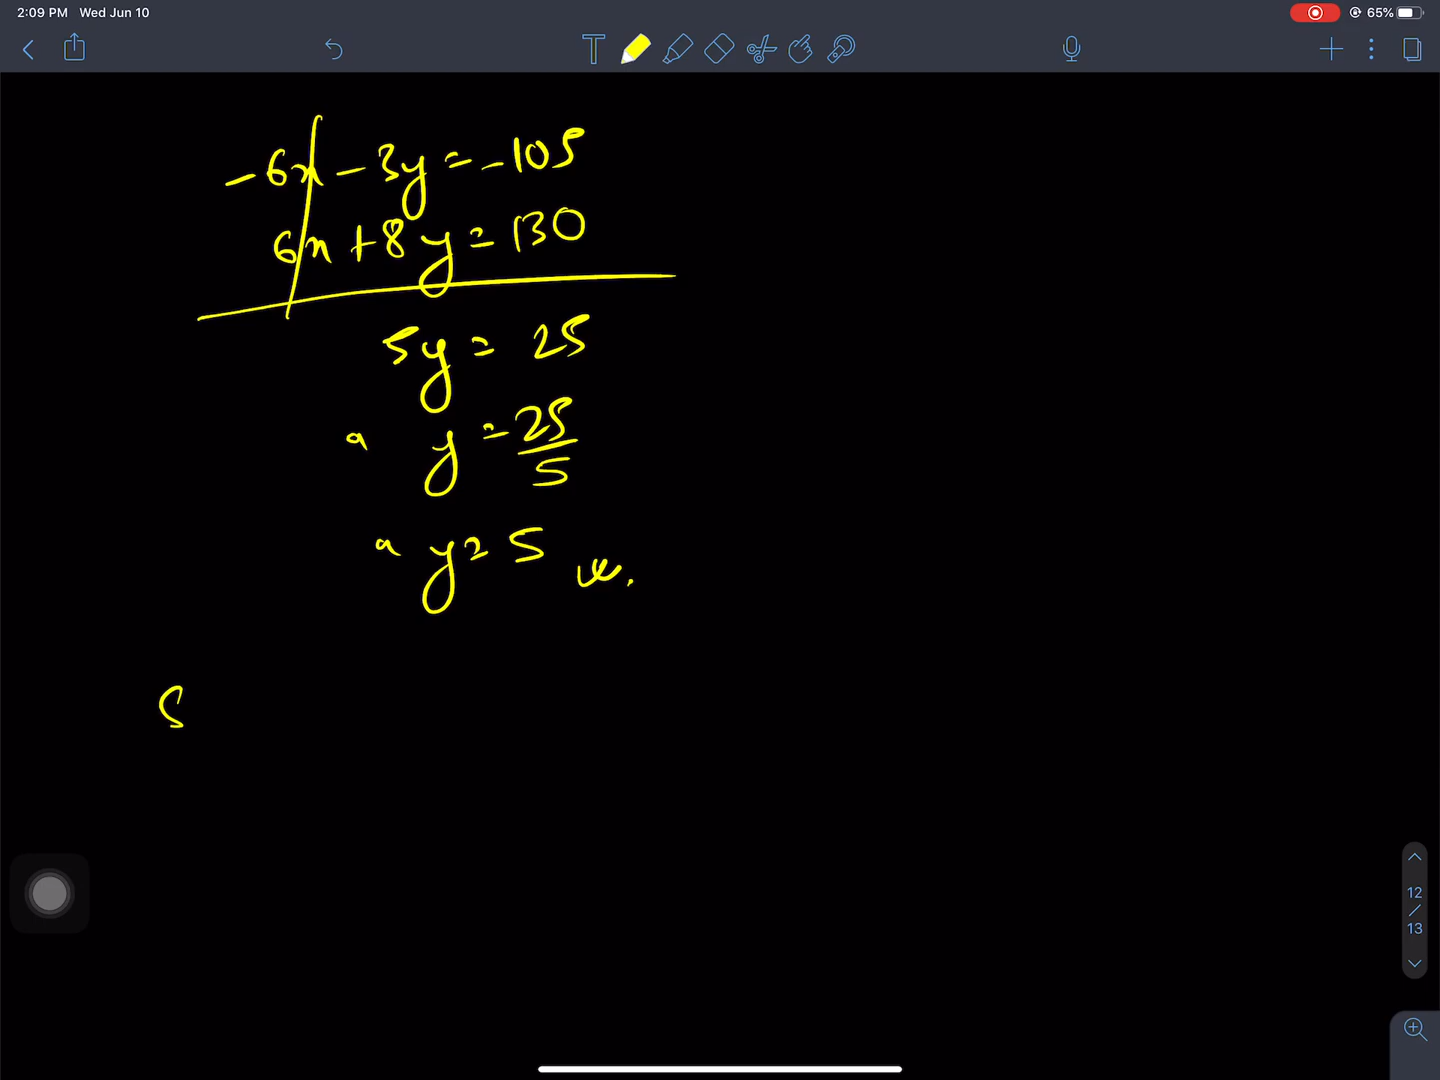 2:09 PM Wed Jun 10
65%
T
-6x - 3y = -105
6x + 8y = 130
5y = 25
y = 25/5
y = 5
S
12
/
13